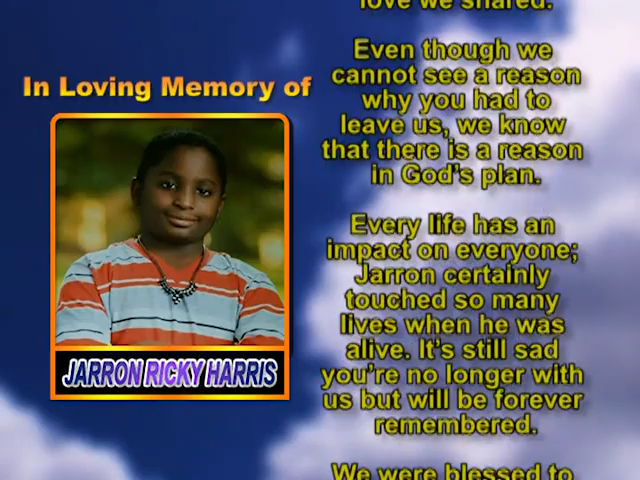 In Loving Memory of
JARRON RICKY HARRIS
love we shared.
Even though we
cannot see a reason
why you had to
leave us, we know
that there is a reason
in God's plan.
Every life has an
impact on everyone;
Jarron certainly
touched so many
lives when he was
alive. It's still sad
you're no longer with
us but will be forever
remembered.
We were blessed to